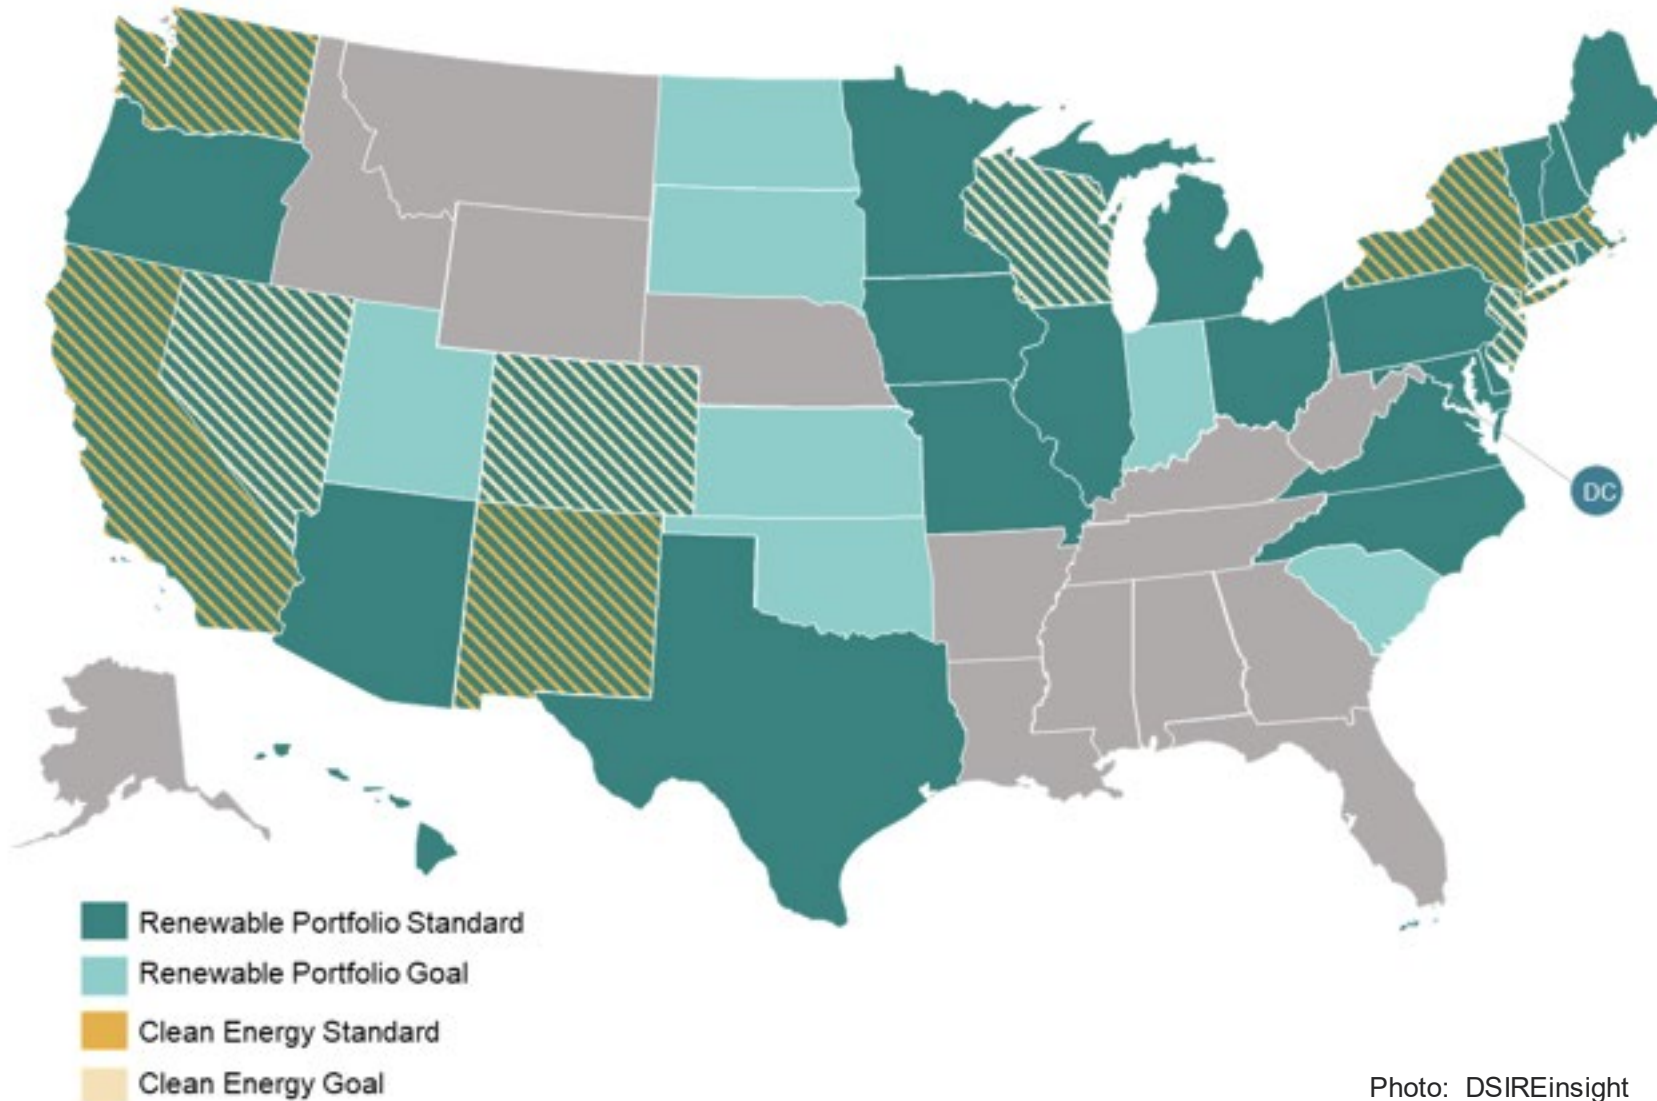 DC
Renewable Portfolio Standard
Renewable Portfolio Goal
Clean Energy Standard
Clean Energy Goal
Photo: DSIREinsight